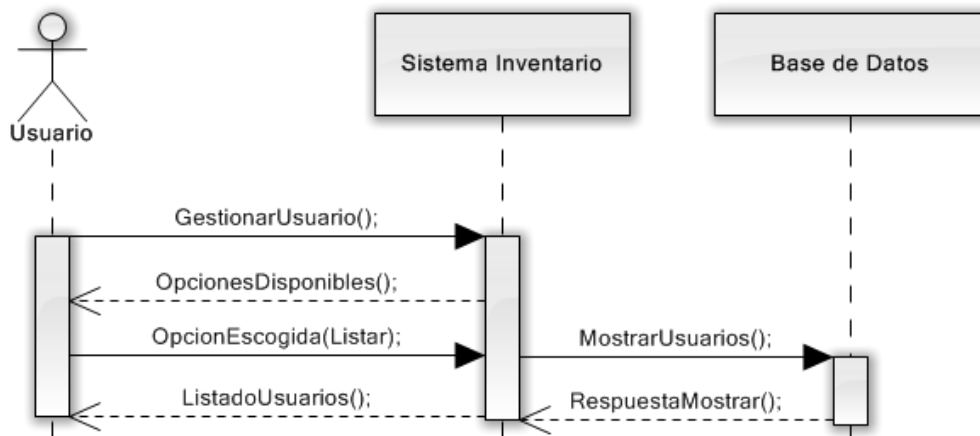 Sistema Inventario
Base de Datos
Usuario
GestionarUsuario();
OpcionesDisponibles();
OpcionEscogida(Listar);
MostrarUsuarios();
ListadoUsuarios();
RespuestaMostrar();